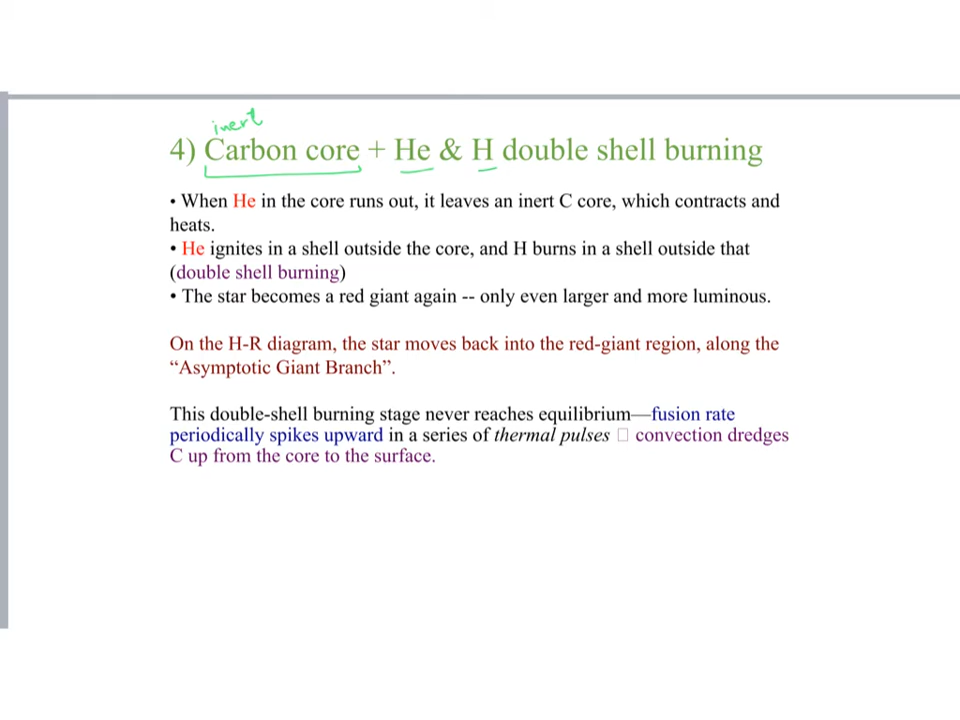 inert
4) Carbon core + He & H double shell burning
• When He in the core runs out, it leaves an inert C core, which contracts and
heats.
• He ignites in a shell outside the core, and H burns in a shell outside that
(double shell burning)
• The star becomes a red giant again -- only even larger and more luminous.
On the H-R diagram, the star moves back into the red-giant region, along the
“Asymptotic Giant Branch”.
This double-shell burning stage never reaches equilibrium—fusion rate
periodically spikes upward in a series of thermal pulses □ convection dredges
C up from the core to the surface.